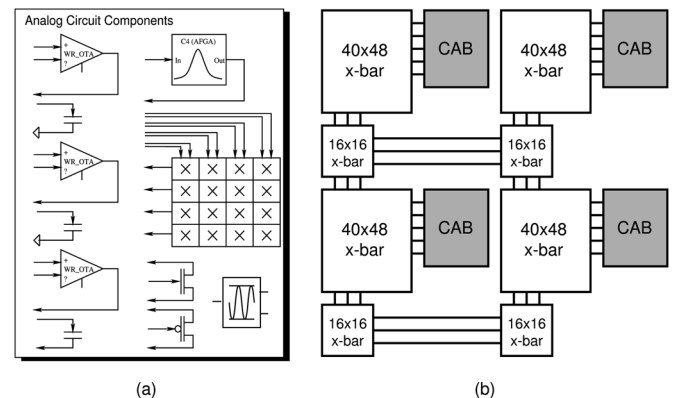 Analog Circuit Components
+
WR_OTA
?
C4 (AFGA)
In
Out
+
WR_OTA
?
+
WR_OTA
?
(a)
40x48
x-bar
CAB
40x48
x-bar
CAB
16x16
x-bar
16x16
x-bar
40x48
x-bar
CAB
40x48
x-bar
CAB
16x16
x-bar
16x16
x-bar
(b)